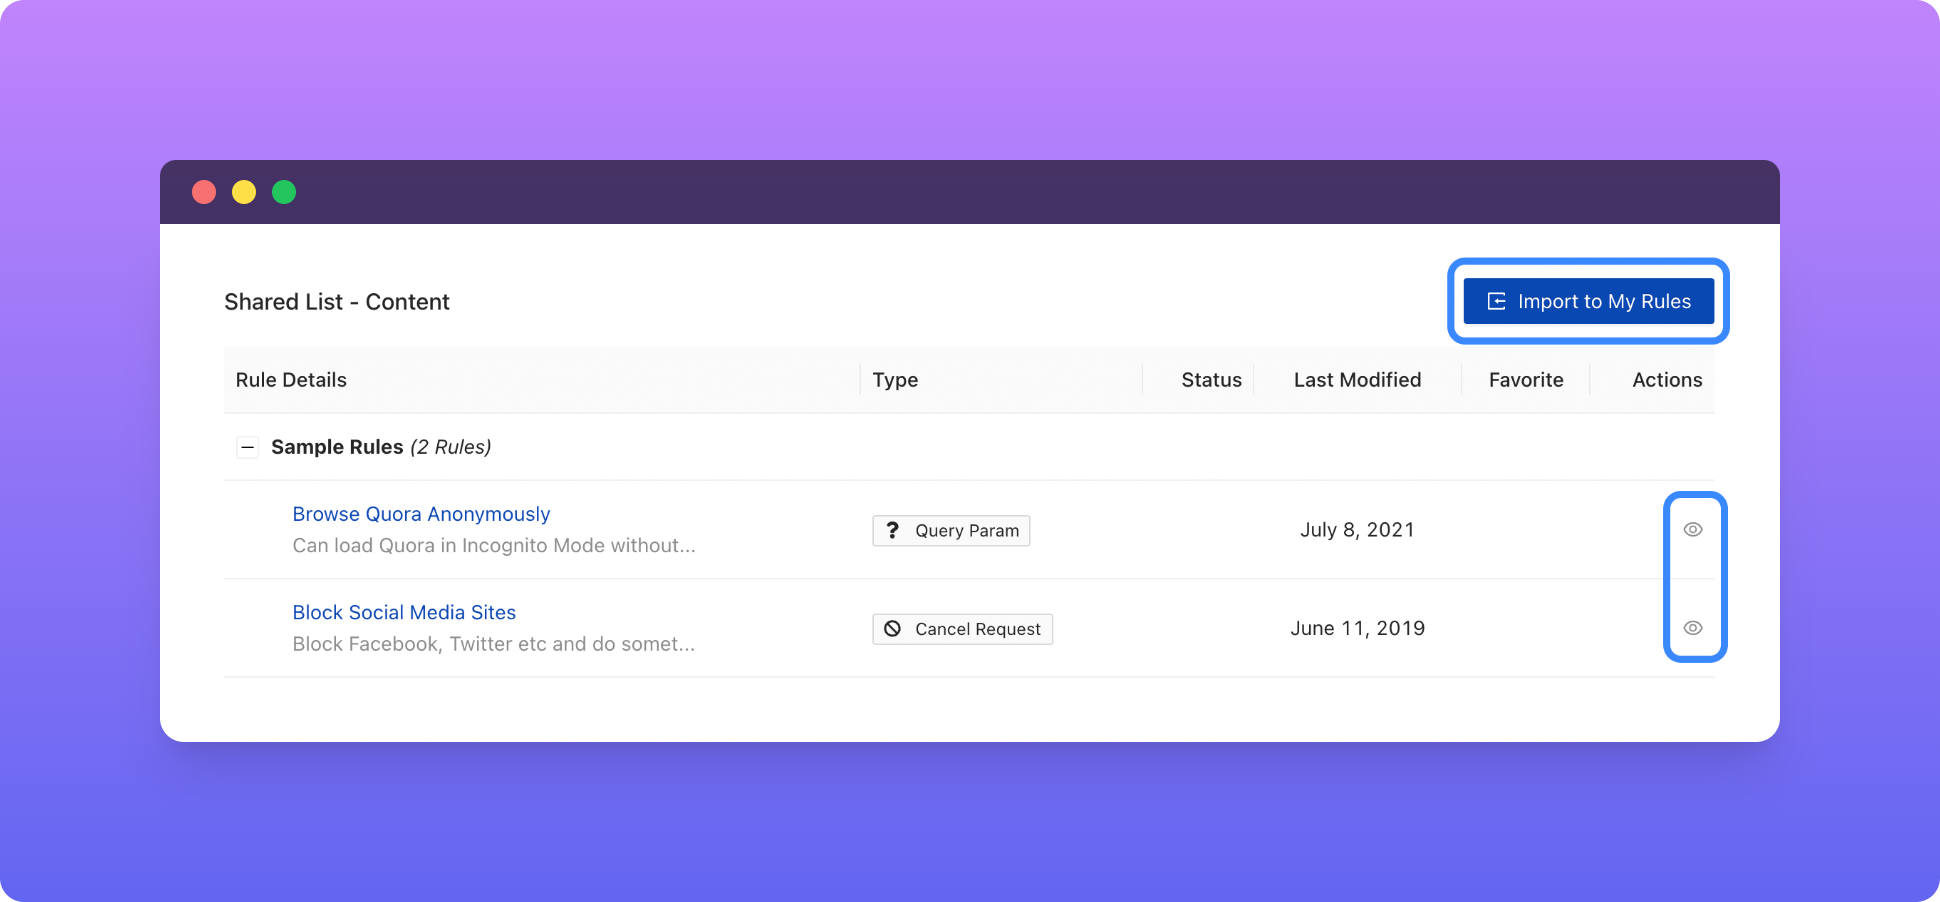 Shared List - Content
Import to My Rules
Rule Details Type Status Last Modified Favorite Actions
Sample Rules (2 Rules)
Browse Quora Anonymously
Can load Quora in Incognito Mode without...
Query Param
July 8, 2021
Block Social Media Sites
Block Facebook, Twitter etc and do somet...
Cancel Request
June 11, 2019